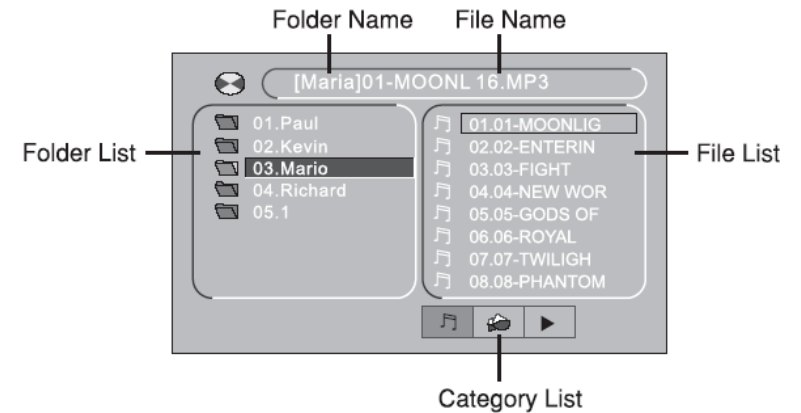 Folder Name File Name
[Maria]01-MOONL 16.MP3
Folder List
01.Paul
02.Kevin
03.Mario
04.Richard
05.1
01.01-MOONLIG
02.02-ENTERIN
03.03-FIGHT
04.04-NEW WOR
05.05-GODS OF
06.06-ROYAL
07.07-TWILIGH
08.08-PHANTOM
File List
Category List